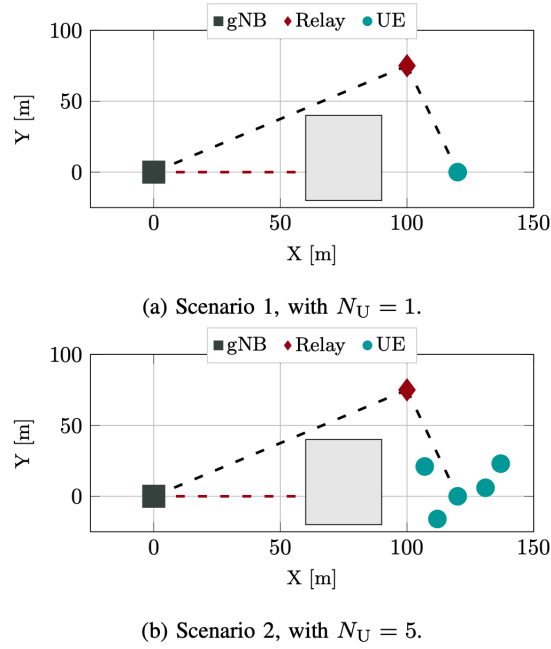 gNB Relay UE
100
50
0
Y [m]
0 50 100 150
X [m]
(a) Scenario 1, with N_U = 1.
gNB Relay UE
100
50
0
Y [m]
0 50 100 150
X [m]
(b) Scenario 2, with N_U = 5.